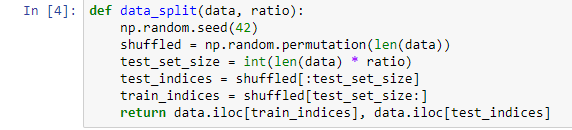 In [4]: def data_split(data, ratio):
    np.random.seed(42)
    shuffled = np.random.permutation(len(data))
    test_set_size = int(len(data) * ratio)
    test_indices = shuffled[:test_set_size]
    train_indices = shuffled[test_set_size:]
    return data.iloc[train_indices], data.iloc[test_indices]